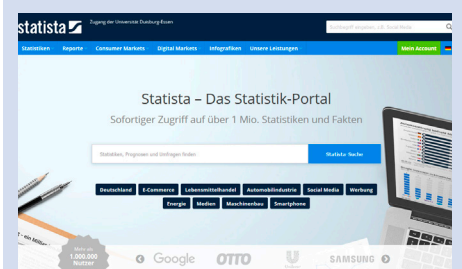 statista
Zugang der Universität Duisburg-Essen
Statistiken Reporte Consumer Markets Digital Markets Infografiken Unsere Leistungen Mein Account
Statista – Das Statistik-Portal
Sofortiger Zugriff auf über 1 Mio. Statistiken und Fakten
Statistiken, Prognosen und Umfragen finden Statista-Suche
Deutschland E-Commerce Lebensmittelhandel Automobilindustrie Social Media Werbung
Energie Medien Maschinenbau Smartphone
Mehr als
1.000.000
Nutzer
Google OTTO Unilever SAMSUNG